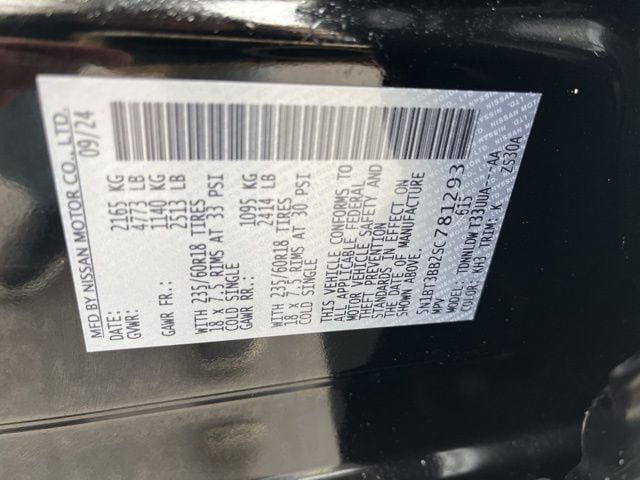 MFD BY NISSAN MOTOR CO., LTD.
DATE: 09/24
GVWR: 2165 KG
4773 LB
GAWR FR.: 1140 KG
2513 LB
WITH 235/60R18 TIRES
18 X 7.5 RIMS AT 33 PSI
COLD SINGLE
GAWR RR.: 1095 KG
2414 LB
WITH 235/60R18 TIRES
18 X 7.5 RIMS AT 30 PSI
COLD SINGLE
THIS VEHICLE CONFORMS TO
ALL APPLICABLE FEDERAL
MOTOR VEHICLE SAFETY AND
THEFT PREVENTION
STANDARDS IN EFFECT ON
THE DATE OF MANUFACTURE
SHOWN ABOVE.
5N1BT3BB2SC781293
MPV 615
MODEL: TDWNLDWT33UUA--AA
COLOR: KH3 TRIM: K ZS30A